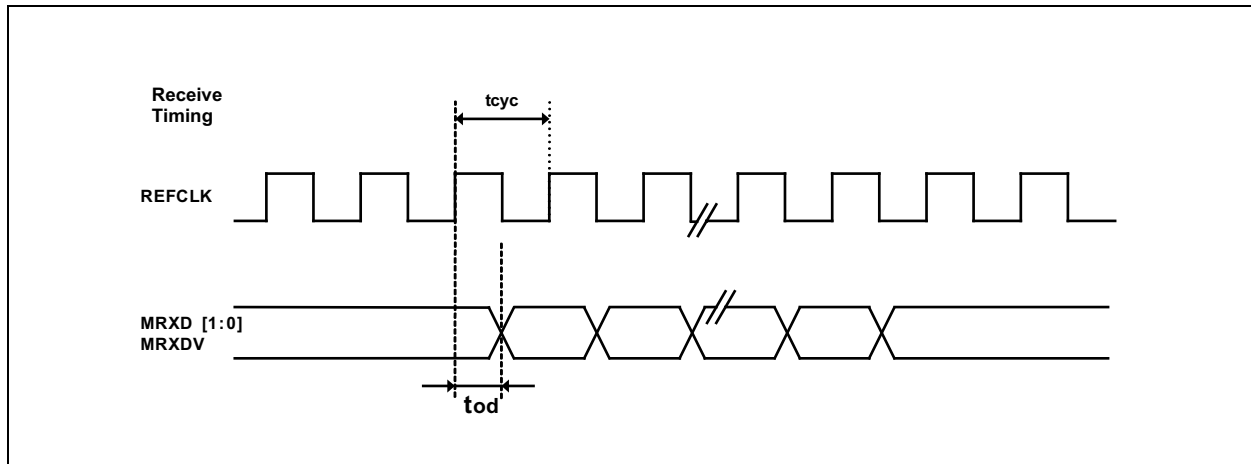 Receive
Timing
tcyc
REFCLK
MRXD [1:0]
MRXDV
tod